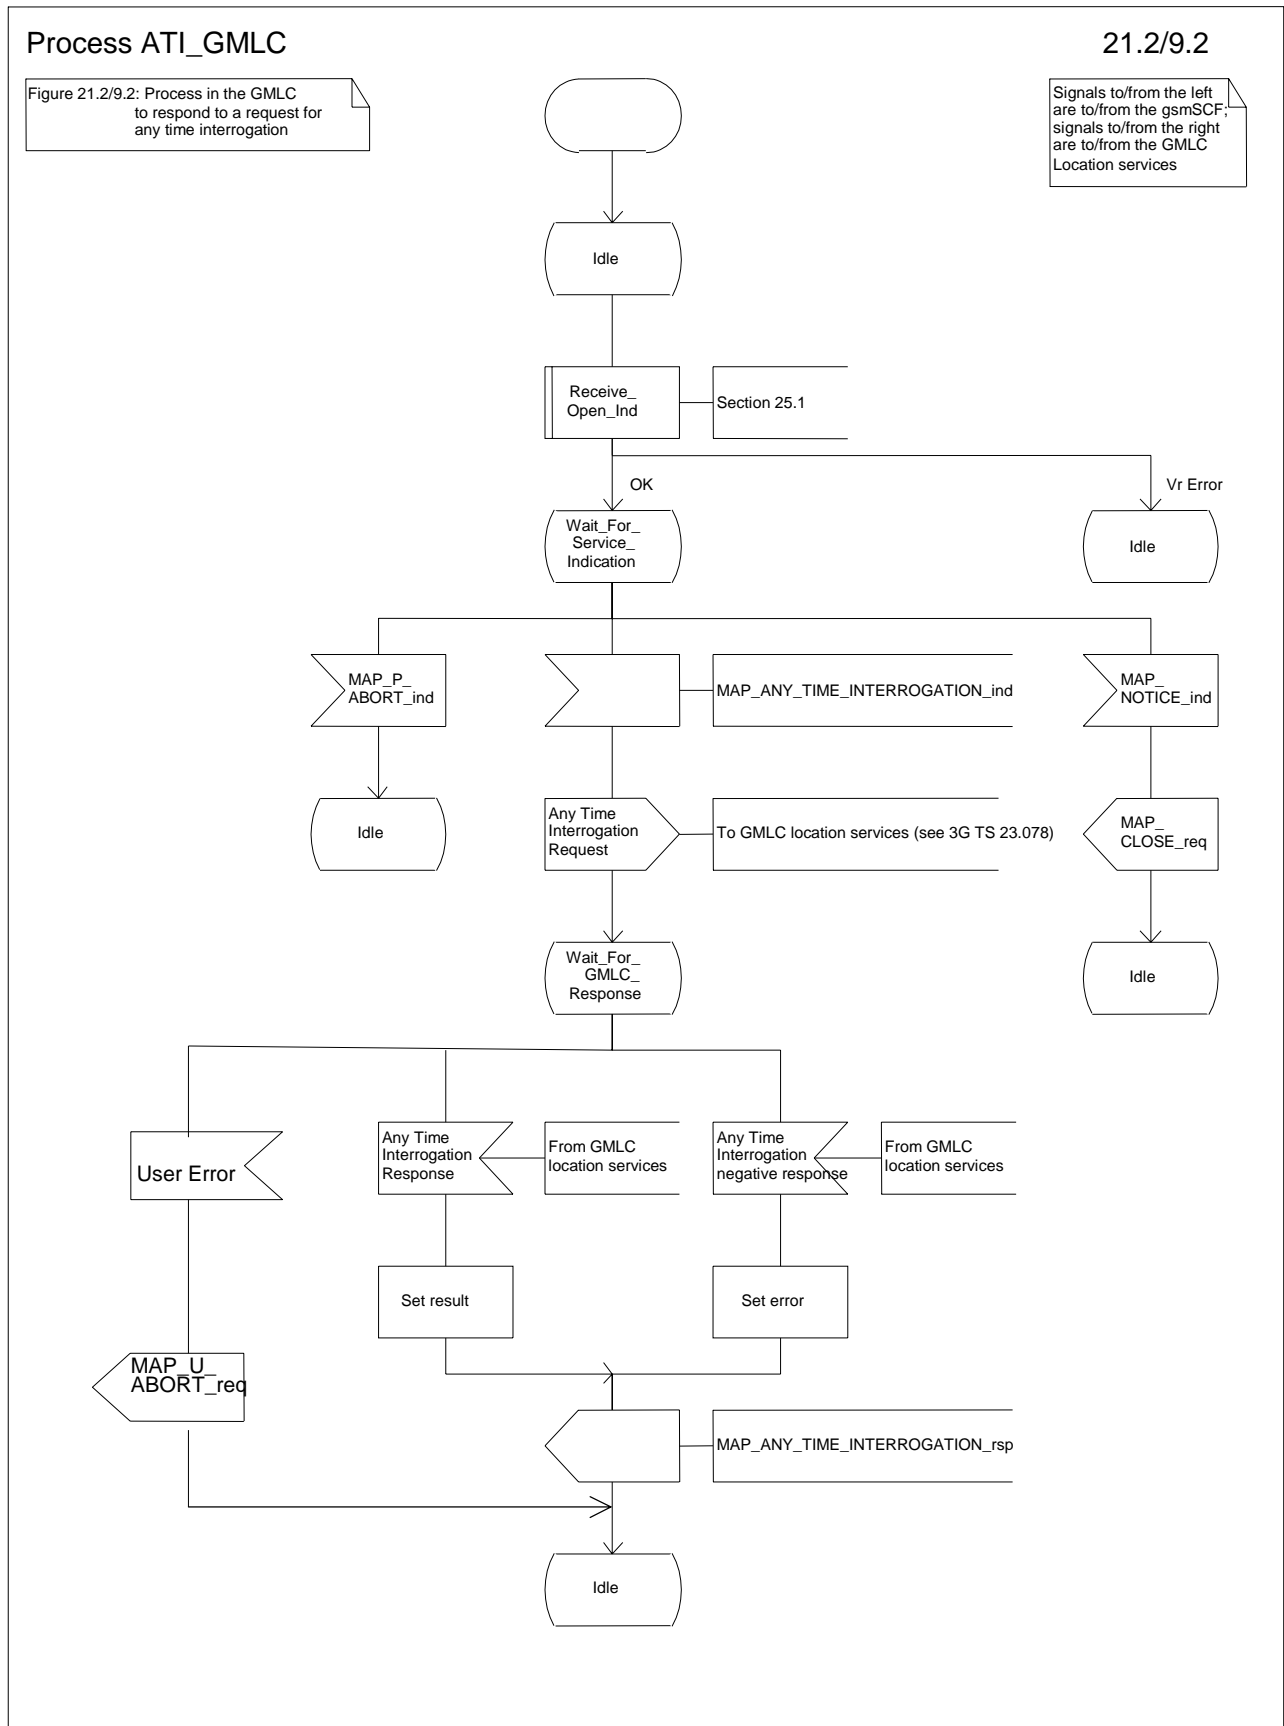 Process ATI_GMLC
21.2/9.2
Figure 21.2/9.2: Process in the GMLC
to respond to a request for
any time interrogation
Signals to/from the left
are to/from the gsmSCF;
signals to/from the right
are to/from the GMLC
Location services
Idle
Receive_
Open_Ind
Section 25.1
OK
Vr Error
Wait_For_
Service_
Indication
Idle
MAP_P_
ABORT_ind
MAP_ANY_TIME_INTERROGATION_ind
MAP_
NOTICE_ind
Idle
Any Time
Interrogation
Request
To GMLC location services (see 3G TS 23.078)
MAP_
CLOSE_req
Wait_For_
GMLC_
Response
Idle
User Error
Any Time
Interrogation
Response
From GMLC
location services
Any Time
Interrogation
negative response
From GMLC
location services
Set result
Set error
MAP_U_
ABORT_req
MAP_ANY_TIME_INTERROGATION_rsp
Idle